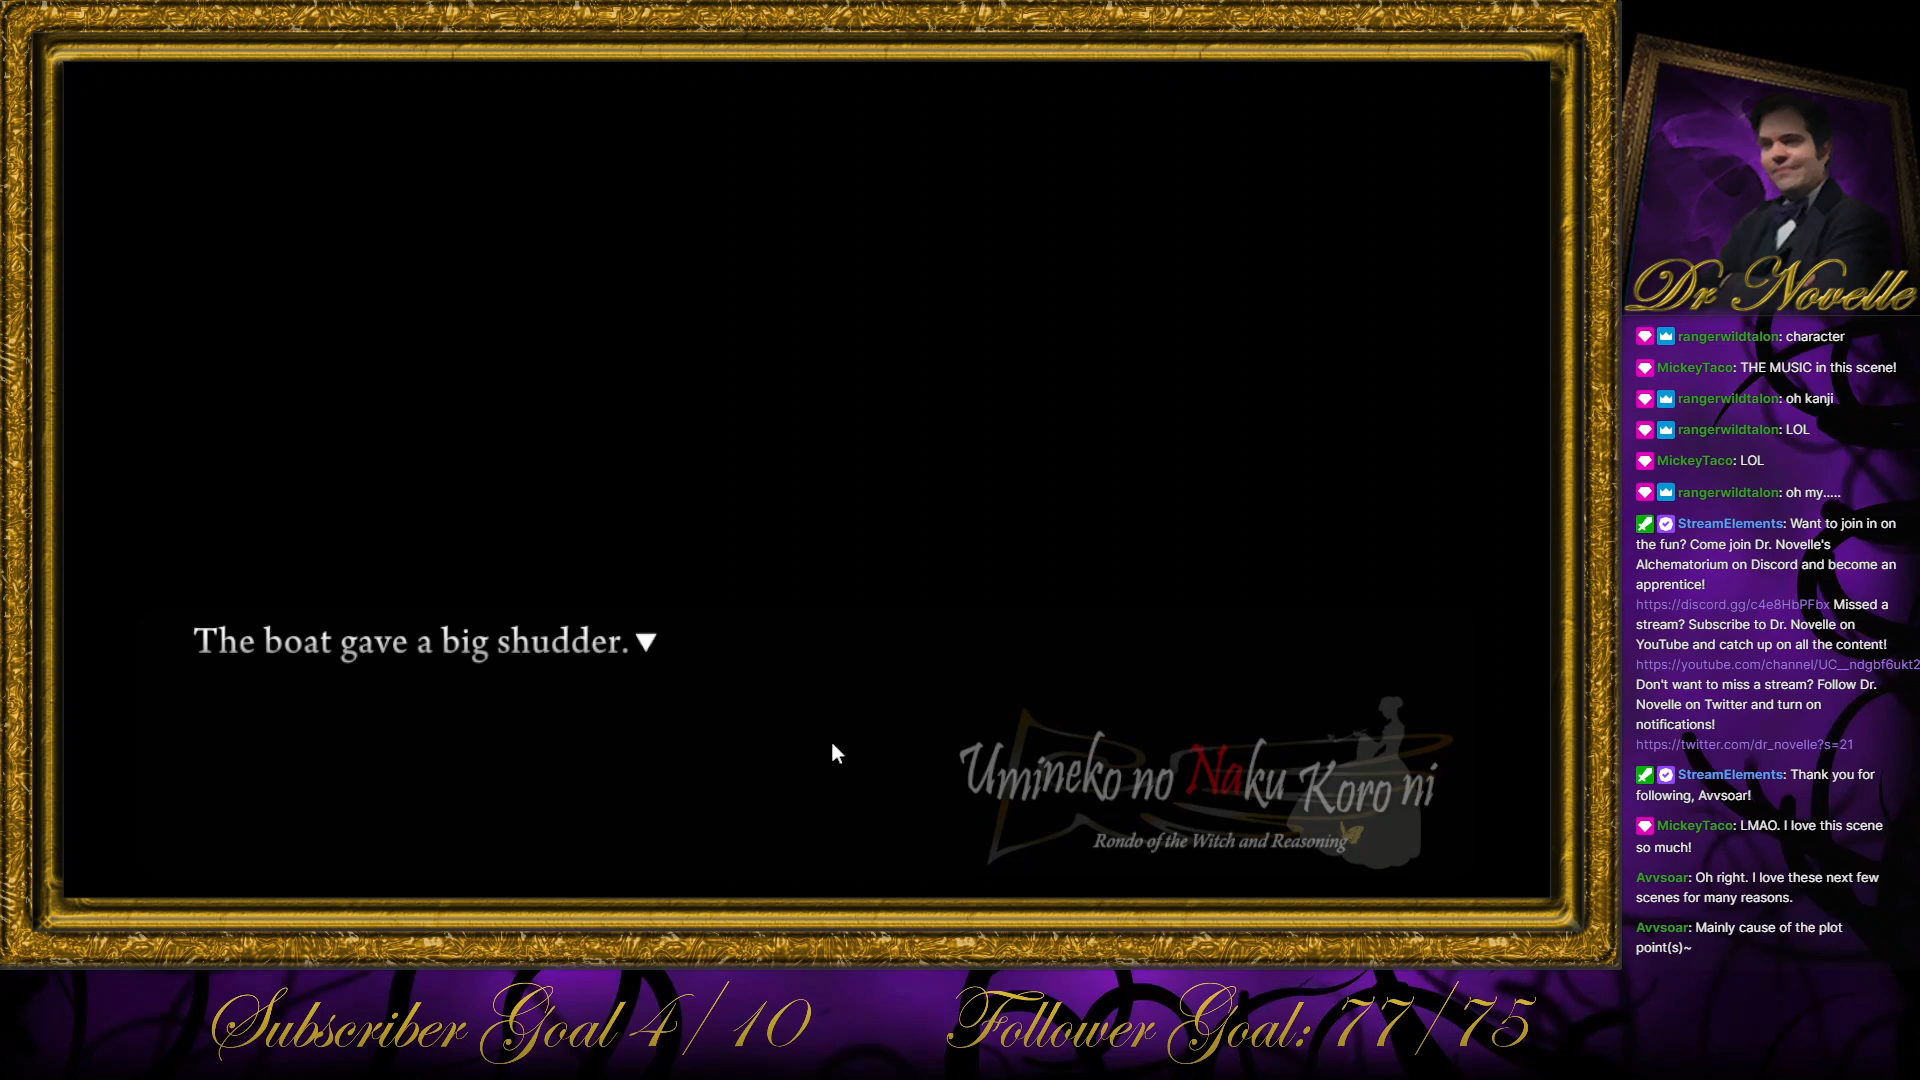 The boat gave a big shudder.
Umineko no Naku Koro ni
Rondo of the Witch and Reasoning
Dr Novelle
rangerwildtalon: character
MickeyTaco: THE MUSIC in this scene!
rangerwildtalon: oh kanji
rangerwildtalon: LOL
MickeyTaco: LOL
rangerwildtalon: oh my.....
StreamElements: Want to join in on
the fun? Come join Dr. Novelle's
Alchematorium on Discord and become an
apprentice!
https://discord.gg/c4e8HbPFbx Missed a
stream? Subscribe to Dr. Novelle on
YouTube and catch up on all the content!
https://youtube.com/channel/UC__ndgbf6ukt2
Don't want to miss a stream? Follow Dr.
Novelle on Twitter and turn on
notifications!
https://twitter.com/dr_novelle?s=21
StreamElements: Thank you for
following, Avvsoar!
MickeyTaco: LMAO. I love this scene
so much!
Avvsoar: Oh right. I love these next few
scenes for many reasons.
Avvsoar: Mainly cause of the plot
point(s)~
Subscriber Goal 4/10
Follower Goal: 77/75